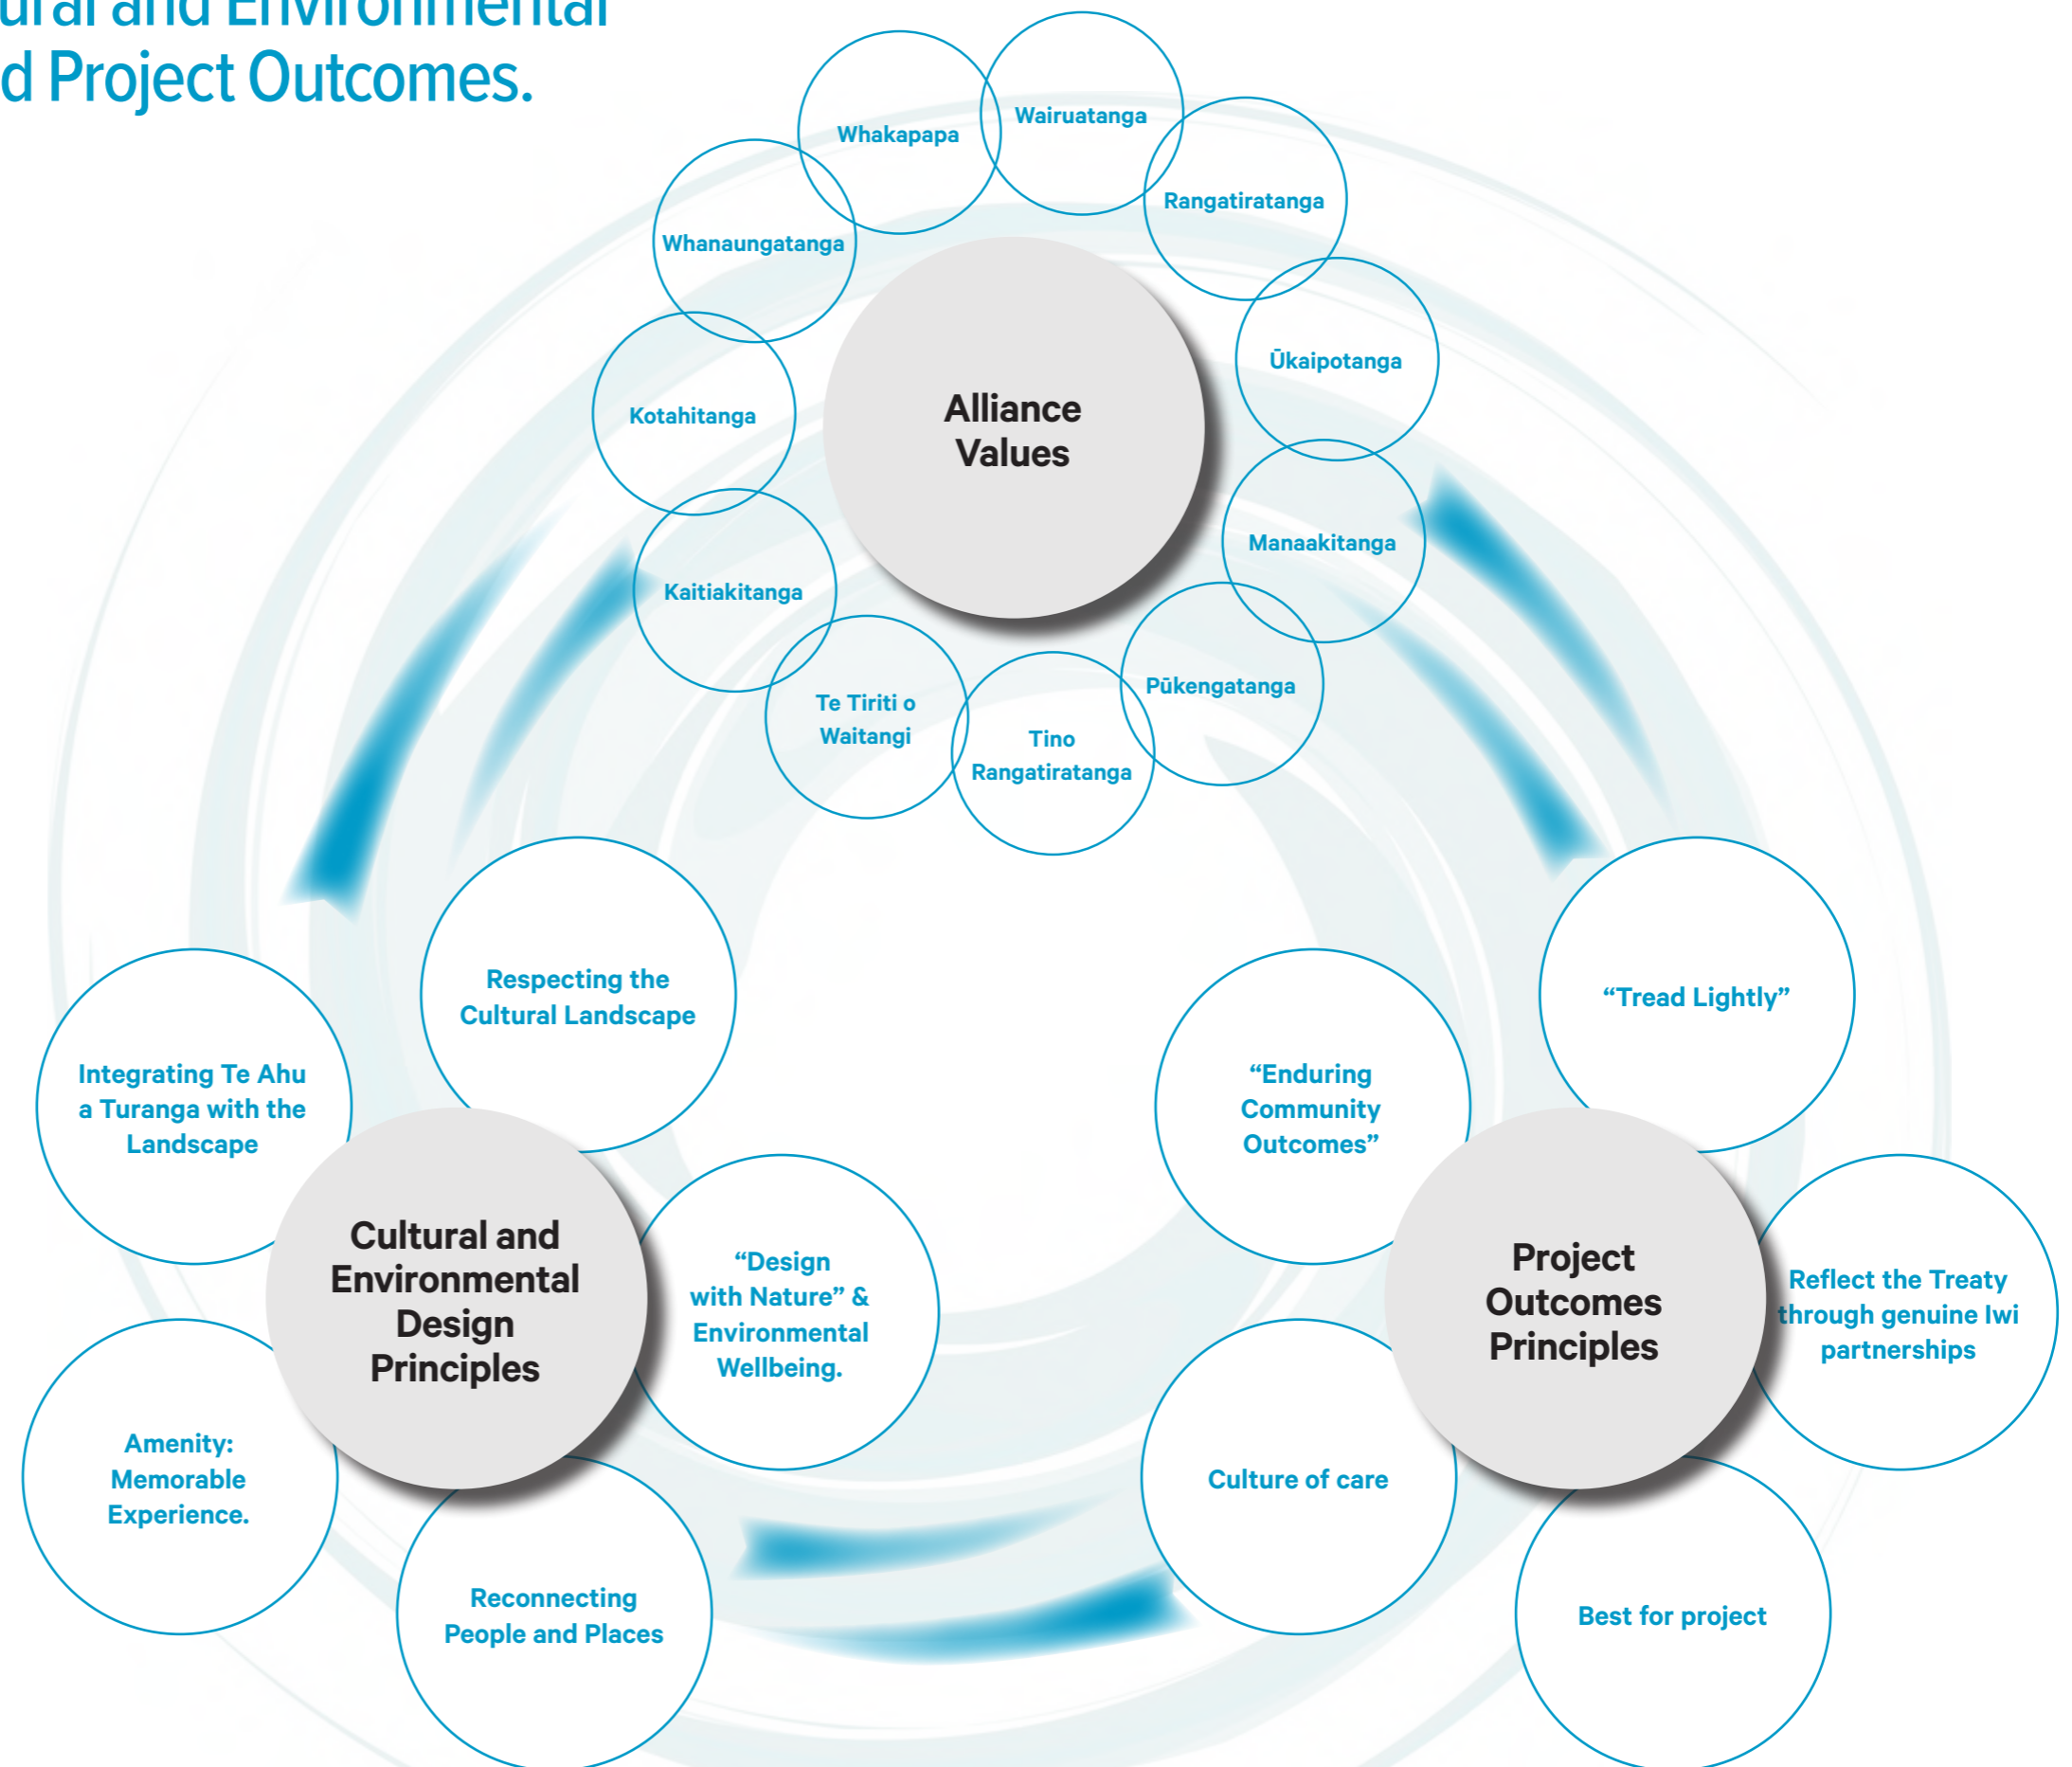 and Environmental
d Project Outcomes.
Whakapapa
Wairuatanga
Rangatiratanga
Whanaungatanga
Ūkaipotanga
Kotahitanga
Alliance
Values
Manaakitanga
Kaitiakitanga
Pūkengatanga
Te Tiriti o
Waitangi
Tino
Rangatiratanga
Respecting the
Cultural Landscape
Integrating Te Ahu
a Turanga with the
Landscape
Cultural and
Environmental
Design
Principles
“Design
with Nature” &
Environmental
Wellbeing.
Amenity:
Memorable
Experience.
Reconnecting
People and Places
“Tread Lightly”
“Enduring
Community
Outcomes”
Project
Outcomes
Principles
Reflect the Treaty
through genuine Iwi
partnerships
Culture of care
Best for project